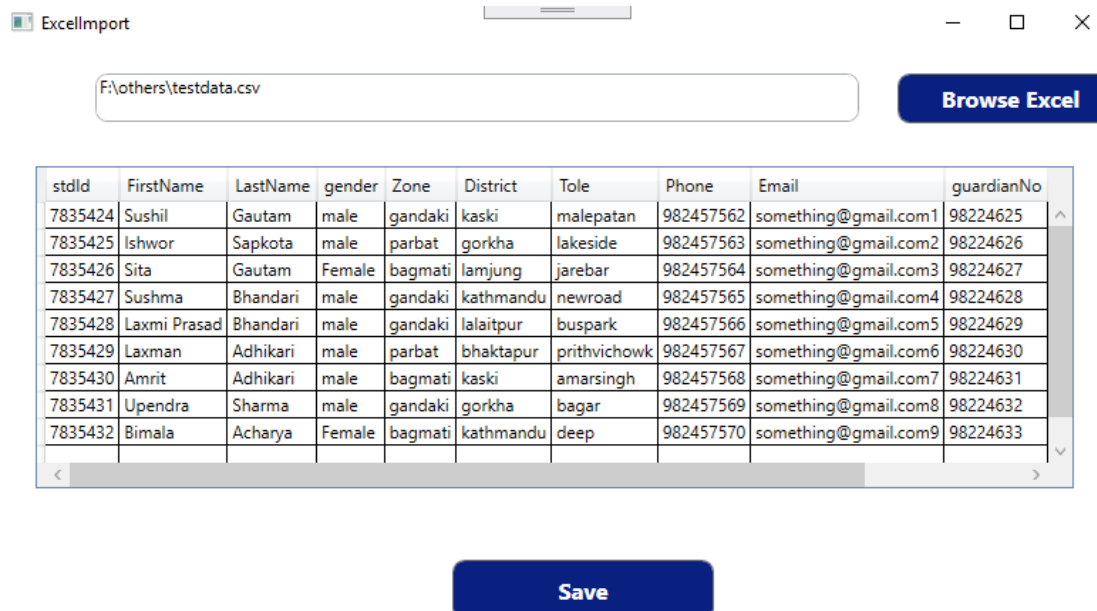 ExcelImport
F:\others\testdata.csv
Browse Excel
stdId FirstName LastName gender Zone District Tole Phone Email guardianNo
7835424 Sushil Gautam male gandaki kaski malepatan 982457562 something@gmail.com1 98224625
7835425 Ishwor Sapkota male parbat gorkha lakeside 982457563 something@gmail.com2 98224626
7835426 Sita Gautam Female bagmati lamjung jarebar 982457564 something@gmail.com3 98224627
7835427 Sushma Bhandari male gandaki kathmandu newroad 982457565 something@gmail.com4 98224628
7835428 Laxmi Prasad Bhandari male gandaki lalaitpur buspark 982457566 something@gmail.com5 98224629
7835429 Laxman Adhikari male parbat bhaktapur prithvichowk 982457567 something@gmail.com6 98224630
7835430 Amrit Adhikari male bagmati kaski amarsingh 982457568 something@gmail.com7 98224631
7835431 Upendra Sharma male gandaki gorkha bagar 982457569 something@gmail.com8 98224632
7835432 Bimala Acharya Female bagmati kathmandu deep 982457570 something@gmail.com9 98224633
Save